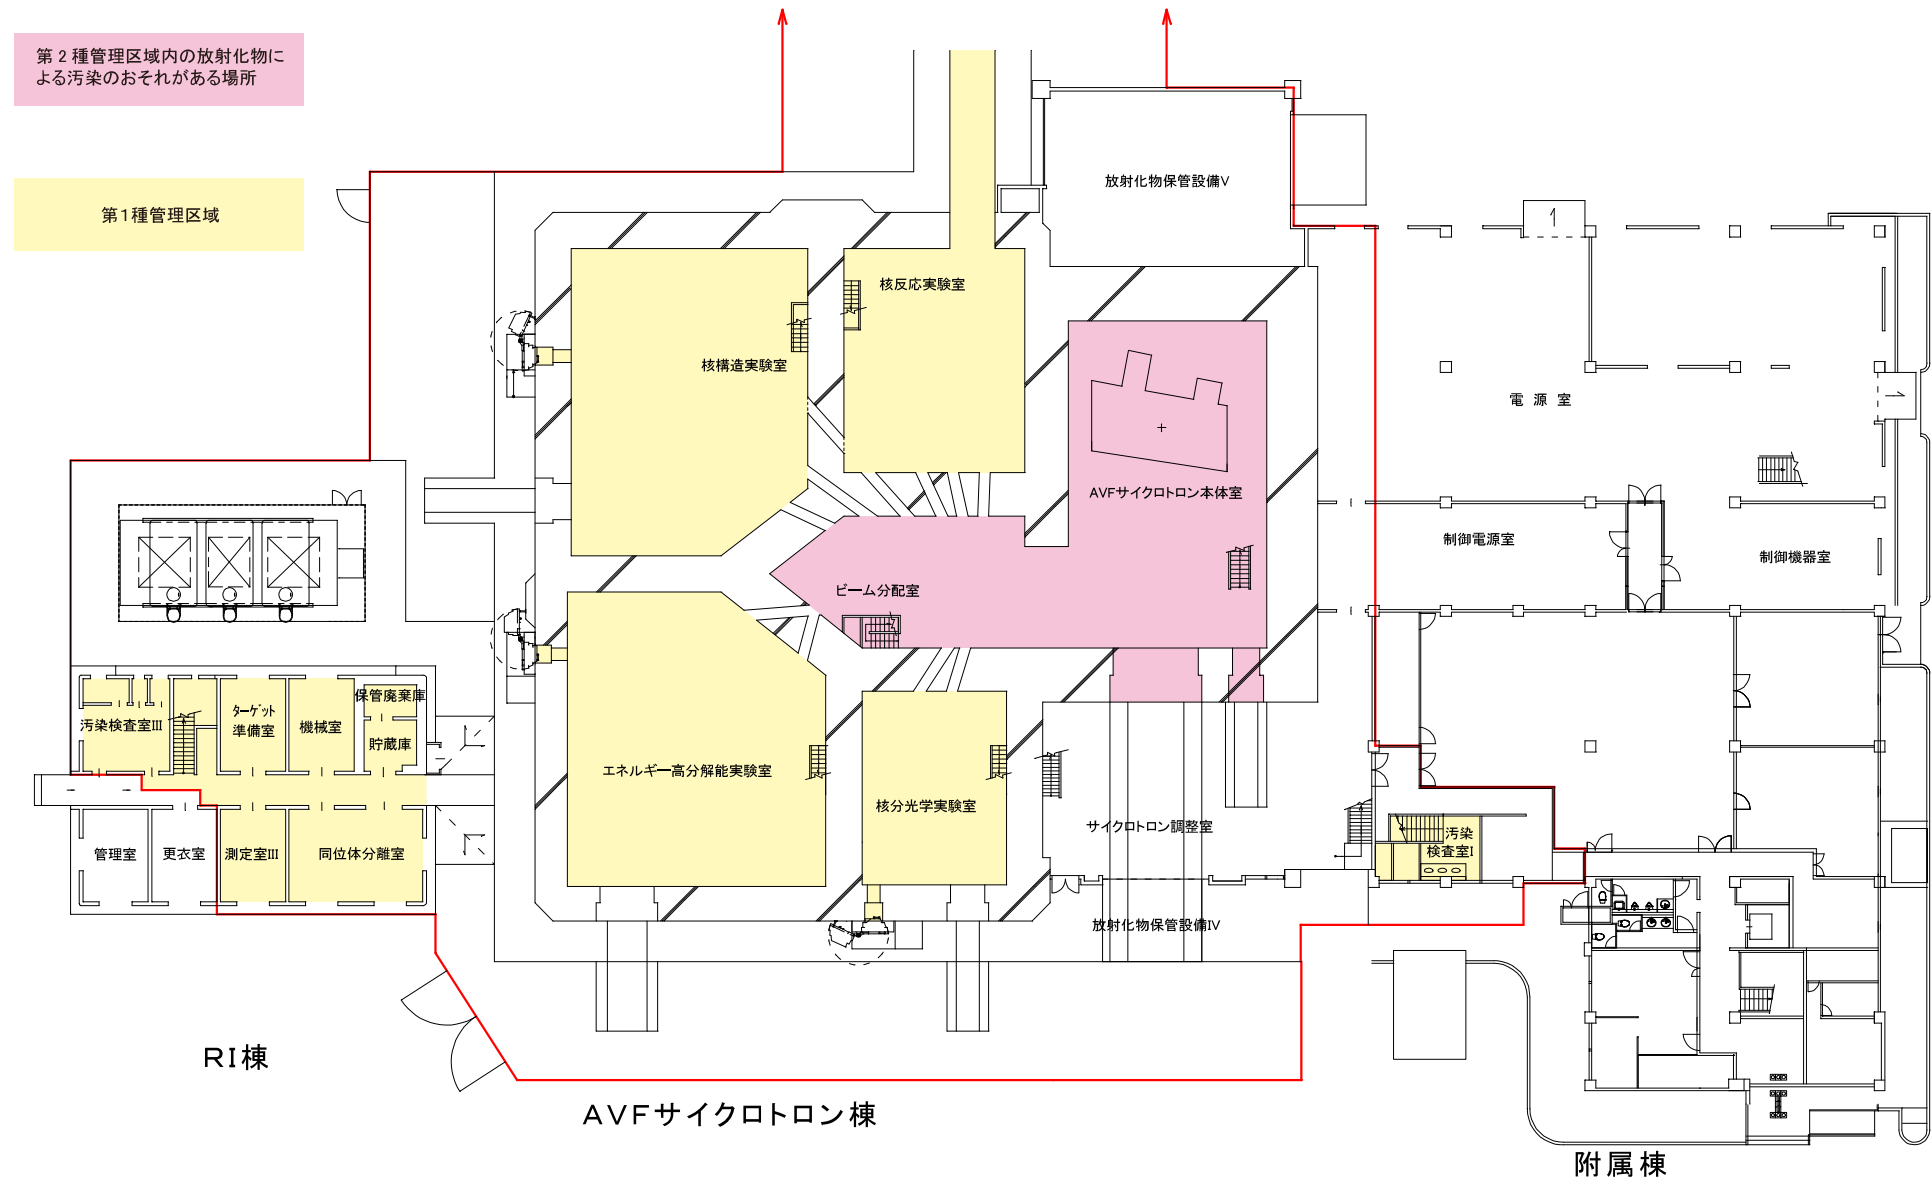 第2種管理区域内の放射化物に
よる汚染のおそれがある場所
第1種管理区域
放射化物保管設備V
核反応実験室
核構造実験室
電源室
AVFサイクロトロン本体室
制御電源室
制御機器室
ビーム分配室
保管廃棄庫
汚染検査室III
ターゲット
準備室
機械室
貯蔵庫
エネルギー高分解能実験室
核分光学実験室
サイクロトロン調整室
汚染
検査室I
管理室
更衣室
測定室III
同位体分離室
放射化物保管設備IV
RI棟
AVFサイクロトロン棟
附属棟